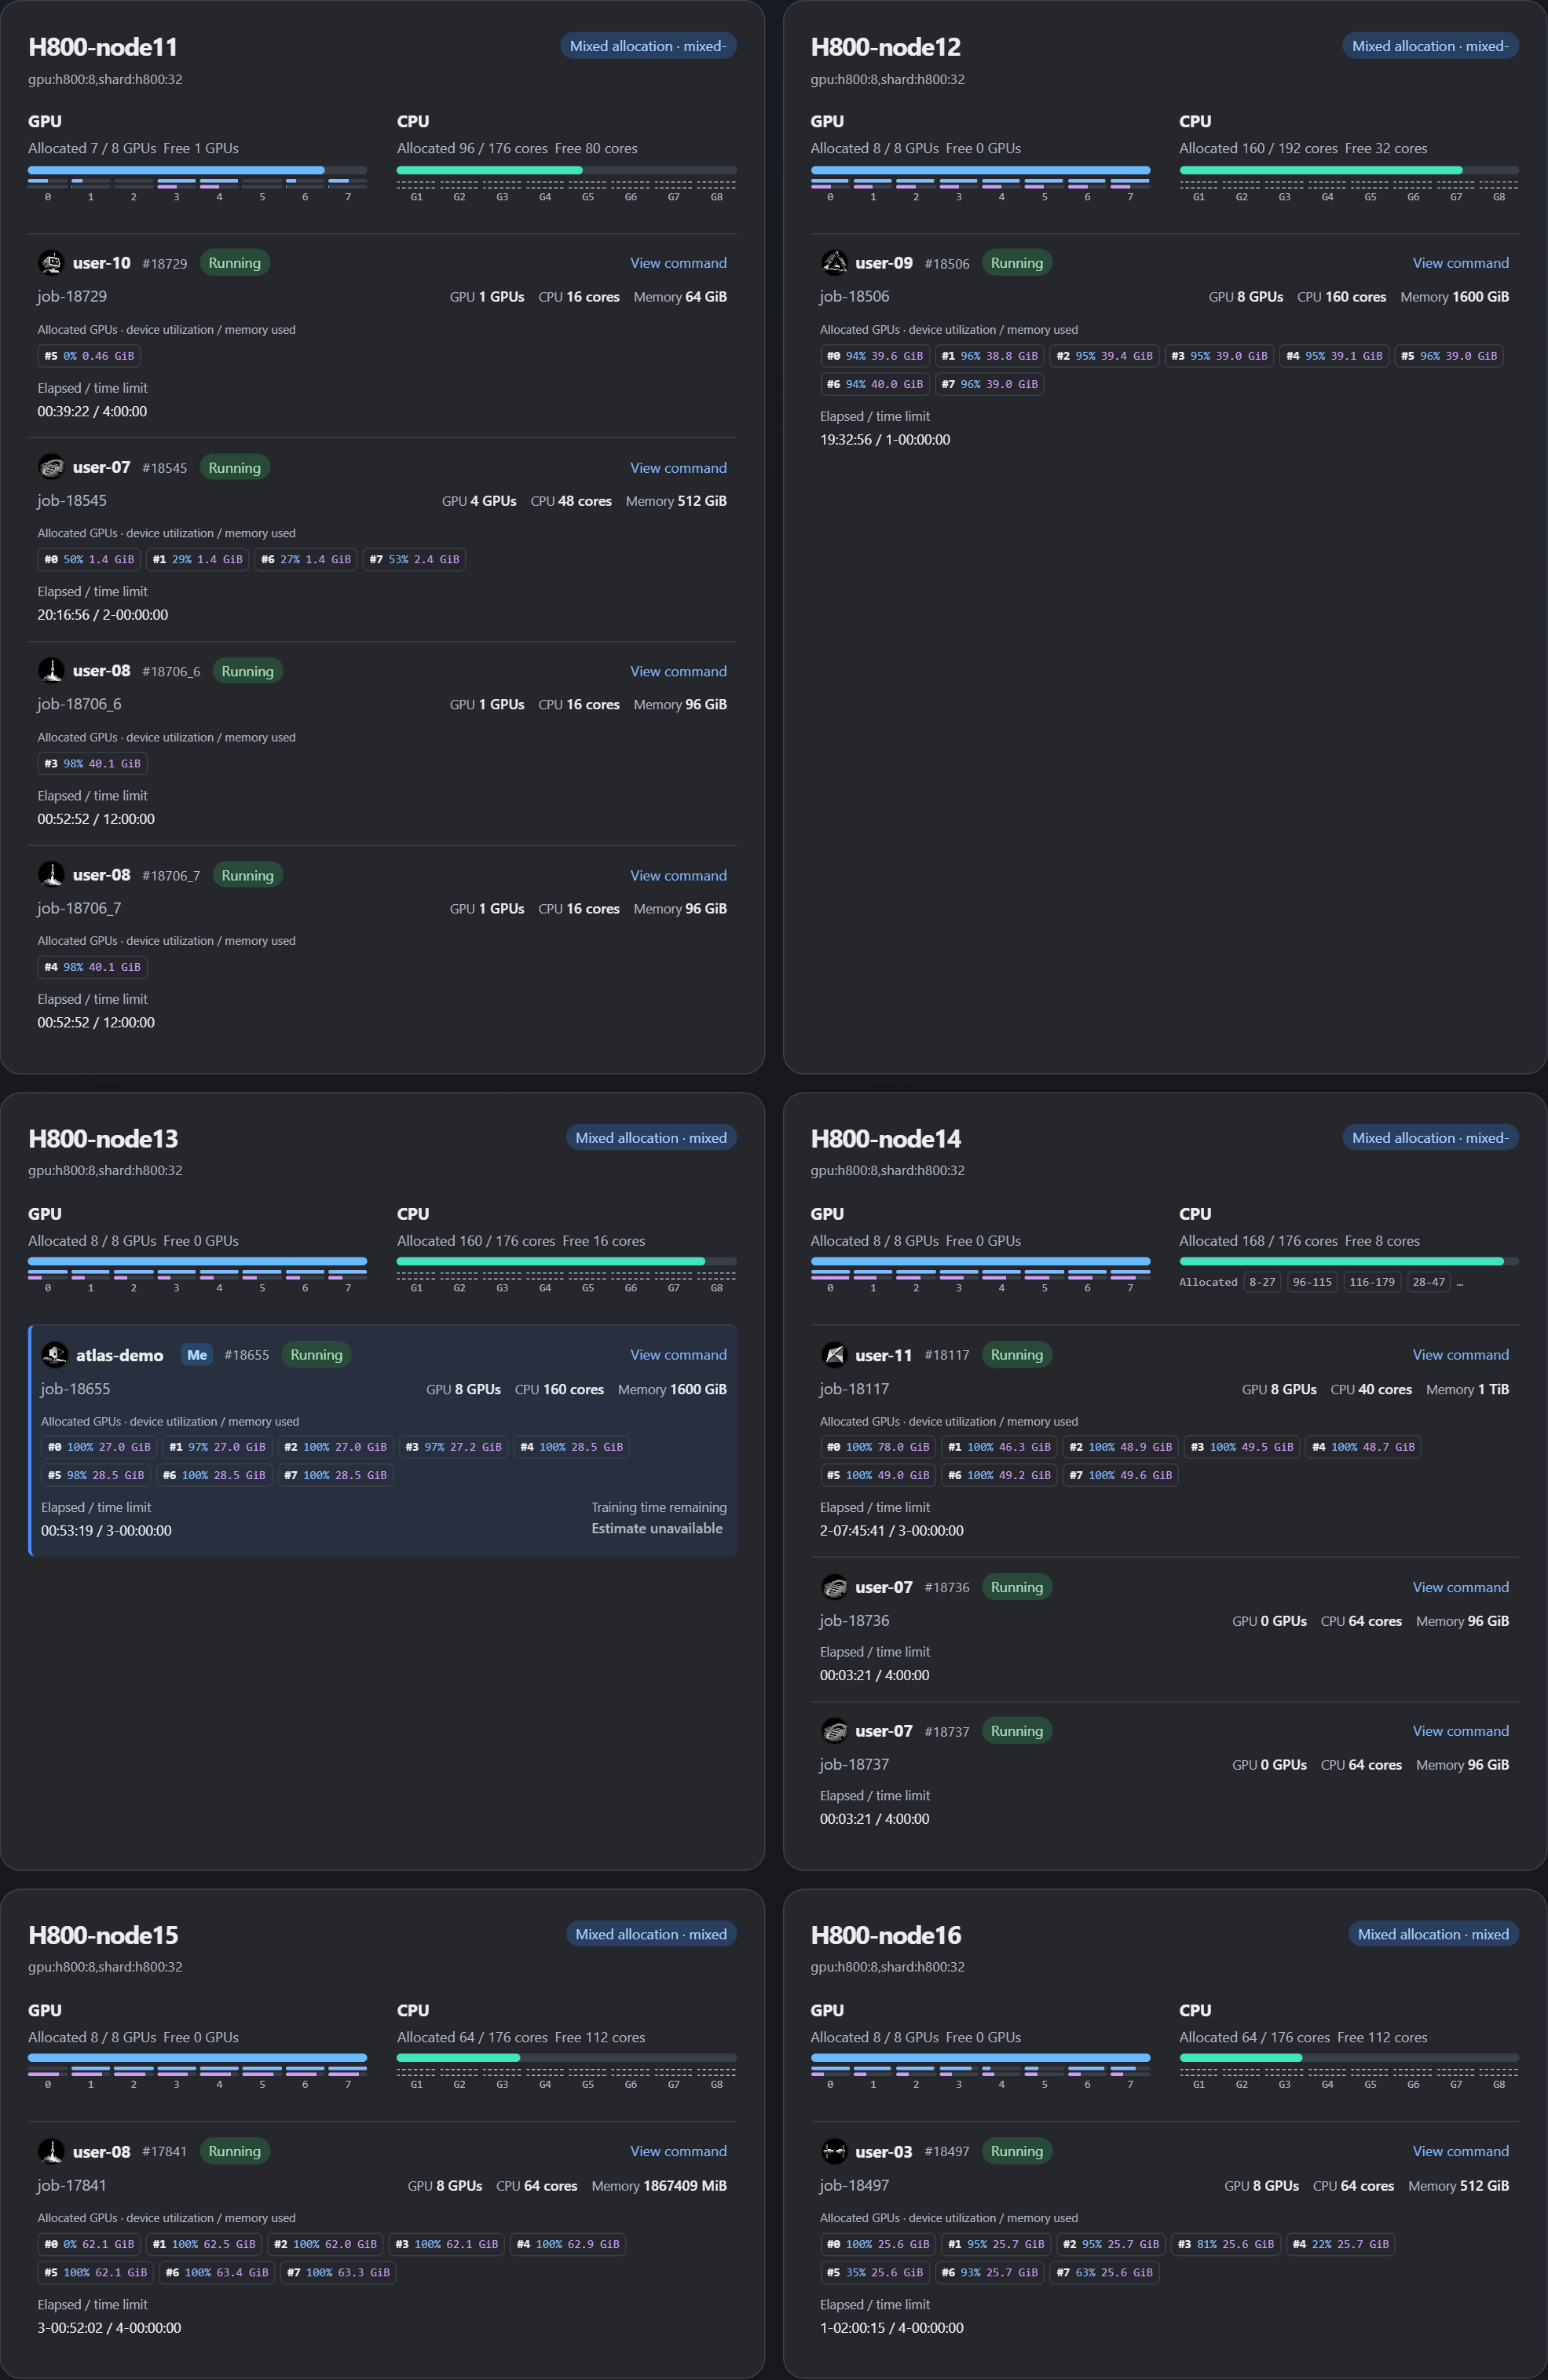 H800-node11
Mixed allocation · mixed-
gpu:h800:8,shard:h800:32
GPU
Allocated 7 / 8 GPUs Free 1 GPUs
0 1 2 3 4 5 6 7
CPU
Allocated 96 / 176 cores Free 80 cores
G1 G2 G3 G4 G5 G6 G7 G8
user-10 #18729 Running View command
job-18729 GPU 1 GPUs CPU 16 cores Memory 64 GiB
Allocated GPUs · device utilization / memory used
#5 0% 0.46 GiB
Elapsed / time limit
00:39:22 / 4:00:00
user-07 #18545 Running View command
job-18545 GPU 4 GPUs CPU 48 cores Memory 512 GiB
Allocated GPUs · device utilization / memory used
#0 50% 1.4 GiB #1 29% 1.4 GiB #6 27% 1.4 GiB #7 53% 2.4 GiB
Elapsed / time limit
20:16:56 / 2-00:00:00
user-08 #18706_6 Running View command
job-18706_6 GPU 1 GPUs CPU 16 cores Memory 96 GiB
Allocated GPUs · device utilization / memory used
#3 98% 40.1 GiB
Elapsed / time limit
00:52:52 / 12:00:00
user-08 #18706_7 Running View command
job-18706_7 GPU 1 GPUs CPU 16 cores Memory 96 GiB
Allocated GPUs · device utilization / memory used
#4 98% 40.1 GiB
Elapsed / time limit
00:52:52 / 12:00:00
H800-node12
Mixed allocation · mixed-
gpu:h800:8,shard:h800:32
GPU
Allocated 8 / 8 GPUs Free 0 GPUs
0 1 2 3 4 5 6 7
CPU
Allocated 160 / 192 cores Free 32 cores
G1 G2 G3 G4 G5 G6 G7 G8
user-09 #18506 Running View command
job-18506 GPU 8 GPUs CPU 160 cores Memory 1600 GiB
Allocated GPUs · device utilization / memory used
#0 94% 39.6 GiB #1 96% 38.8 GiB #2 95% 39.4 GiB #3 95% 39.0 GiB #4 95% 39.1 GiB #5 96% 39.0 GiB
#6 94% 40.0 GiB #7 96% 39.0 GiB
Elapsed / time limit
19:32:56 / 1-00:00:00
H800-node13
Mixed allocation · mixed
gpu:h800:8,shard:h800:32
GPU
Allocated 8 / 8 GPUs Free 0 GPUs
0 1 2 3 4 5 6 7
CPU
Allocated 160 / 176 cores Free 16 cores
G1 G2 G3 G4 G5 G6 G7 G8
atlas-demo Me #18655 Running View command
job-18655 GPU 8 GPUs CPU 160 cores Memory 1600 GiB
Allocated GPUs · device utilization / memory used
#0 100% 27.0 GiB #1 97% 27.0 GiB #2 100% 27.0 GiB #3 97% 27.2 GiB #4 100% 28.5 GiB
#5 98% 28.5 GiB #6 100% 28.5 GiB #7 100% 28.5 GiB
Elapsed / time limit Training time remaining
00:53:19 / 3-00:00:00 Estimate unavailable
H800-node14
Mixed allocation · mixed-
gpu:h800:8,shard:h800:32
GPU
Allocated 8 / 8 GPUs Free 0 GPUs
0 1 2 3 4 5 6 7
CPU
Allocated 168 / 176 cores Free 8 cores
Allocated 8-27 96-115 116-179 28-47 …
user-11 #18117 Running View command
job-18117 GPU 8 GPUs CPU 40 cores Memory 1 TiB
Allocated GPUs · device utilization / memory used
#0 100% 78.0 GiB #1 100% 46.3 GiB #2 100% 48.9 GiB #3 100% 49.5 GiB #4 100% 48.7 GiB
#5 100% 49.0 GiB #6 100% 49.2 GiB #7 100% 49.6 GiB
Elapsed / time limit
2-07:45:41 / 3-00:00:00
user-07 #18736 Running View command
job-18736 GPU 0 GPUs CPU 64 cores Memory 96 GiB
Elapsed / time limit
00:03:21 / 4:00:00
user-07 #18737 Running View command
job-18737 GPU 0 GPUs CPU 64 cores Memory 96 GiB
Elapsed / time limit
00:03:21 / 4:00:00
H800-node15
Mixed allocation · mixed
gpu:h800:8,shard:h800:32
GPU
Allocated 8 / 8 GPUs Free 0 GPUs
0 1 2 3 4 5 6 7
CPU
Allocated 64 / 176 cores Free 112 cores
G1 G2 G3 G4 G5 G6 G7 G8
user-08 #17841 Running View command
job-17841 GPU 8 GPUs CPU 64 cores Memory 1867409 MiB
Allocated GPUs · device utilization / memory used
#0 0% 62.1 GiB #1 100% 62.5 GiB #2 100% 62.0 GiB #3 100% 62.1 GiB #4 100% 62.9 GiB
#5 100% 62.1 GiB #6 100% 63.4 GiB #7 100% 63.3 GiB
Elapsed / time limit
3-00:52:02 / 4-00:00:00
H800-node16
Mixed allocation · mixed
gpu:h800:8,shard:h800:32
GPU
Allocated 8 / 8 GPUs Free 0 GPUs
0 1 2 3 4 5 6 7
CPU
Allocated 64 / 176 cores Free 112 cores
G1 G2 G3 G4 G5 G6 G7 G8
user-03 #18497 Running View command
job-18497 GPU 8 GPUs CPU 64 cores Memory 512 GiB
Allocated GPUs · device utilization / memory used
#0 100% 25.6 GiB #1 95% 25.7 GiB #2 95% 25.7 GiB #3 81% 25.6 GiB #4 22% 25.7 GiB
#5 35% 25.6 GiB #6 93% 25.7 GiB #7 63% 25.6 GiB
Elapsed / time limit
1-02:00:15 / 4-00:00:00